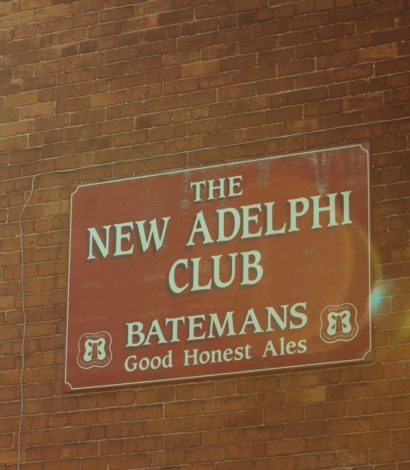 THE
NEW ADELPHI
CLUB
BATEMANS
Good Honest Ales